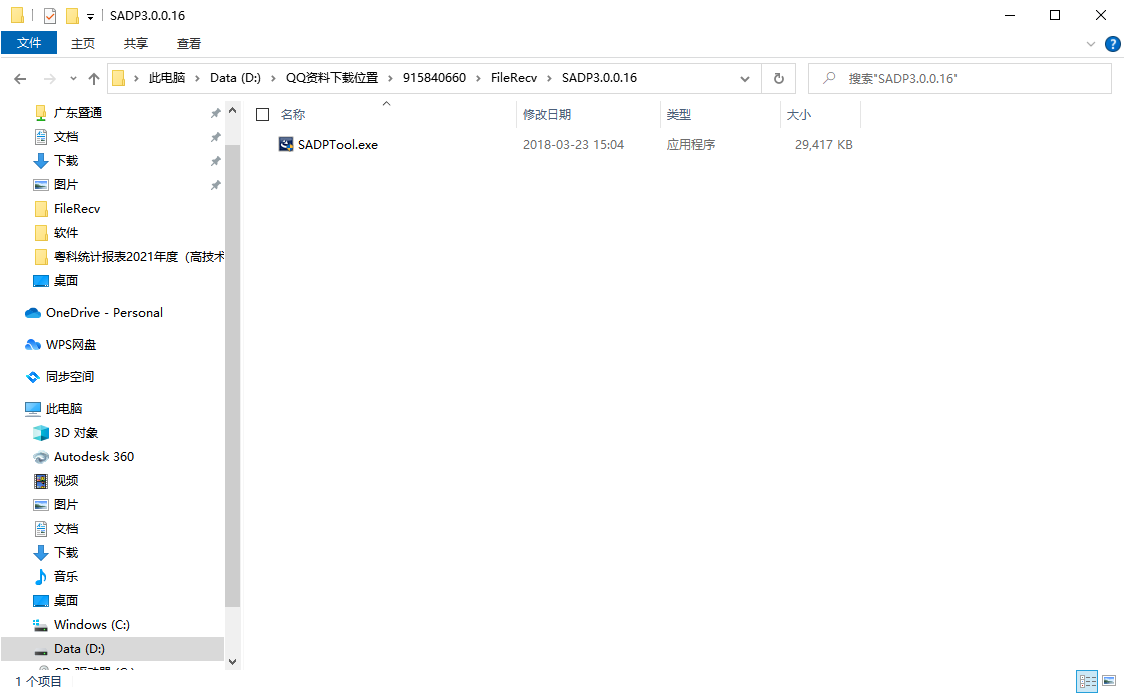 SADP3.0.0.16
文件 主页 共享 查看
此电脑 Data (D:) QQ资料下载位置 915840660 FileRecv SADP3.0.0.16 搜索"SADP3.0.0.16"
名称 修改日期 类型 大小
SADPTool.exe 2018-03-23 15:04 应用程序 29,417 KB
广东暨通
文档
下载
图片
FileRecv
软件
粤科统计报表2021年度（高技术
桌面
OneDrive - Personal
WPS网盘
同步空间
此电脑
3D 对象
Autodesk 360
视频
图片
文档
下载
音乐
桌面
Windows (C:)
Data (D:)
1 个项目